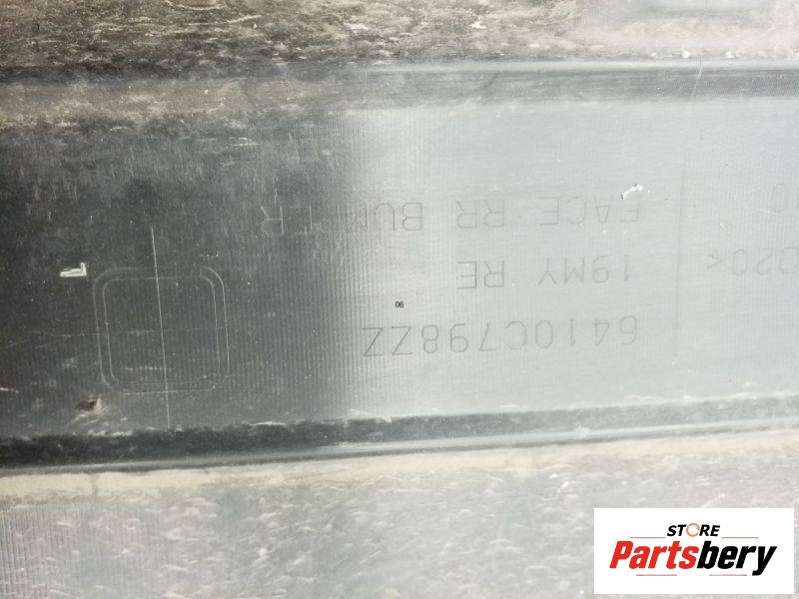 6410C798ZZ
19MY RE
FACE RR BUMPER
STORE
Partsbery